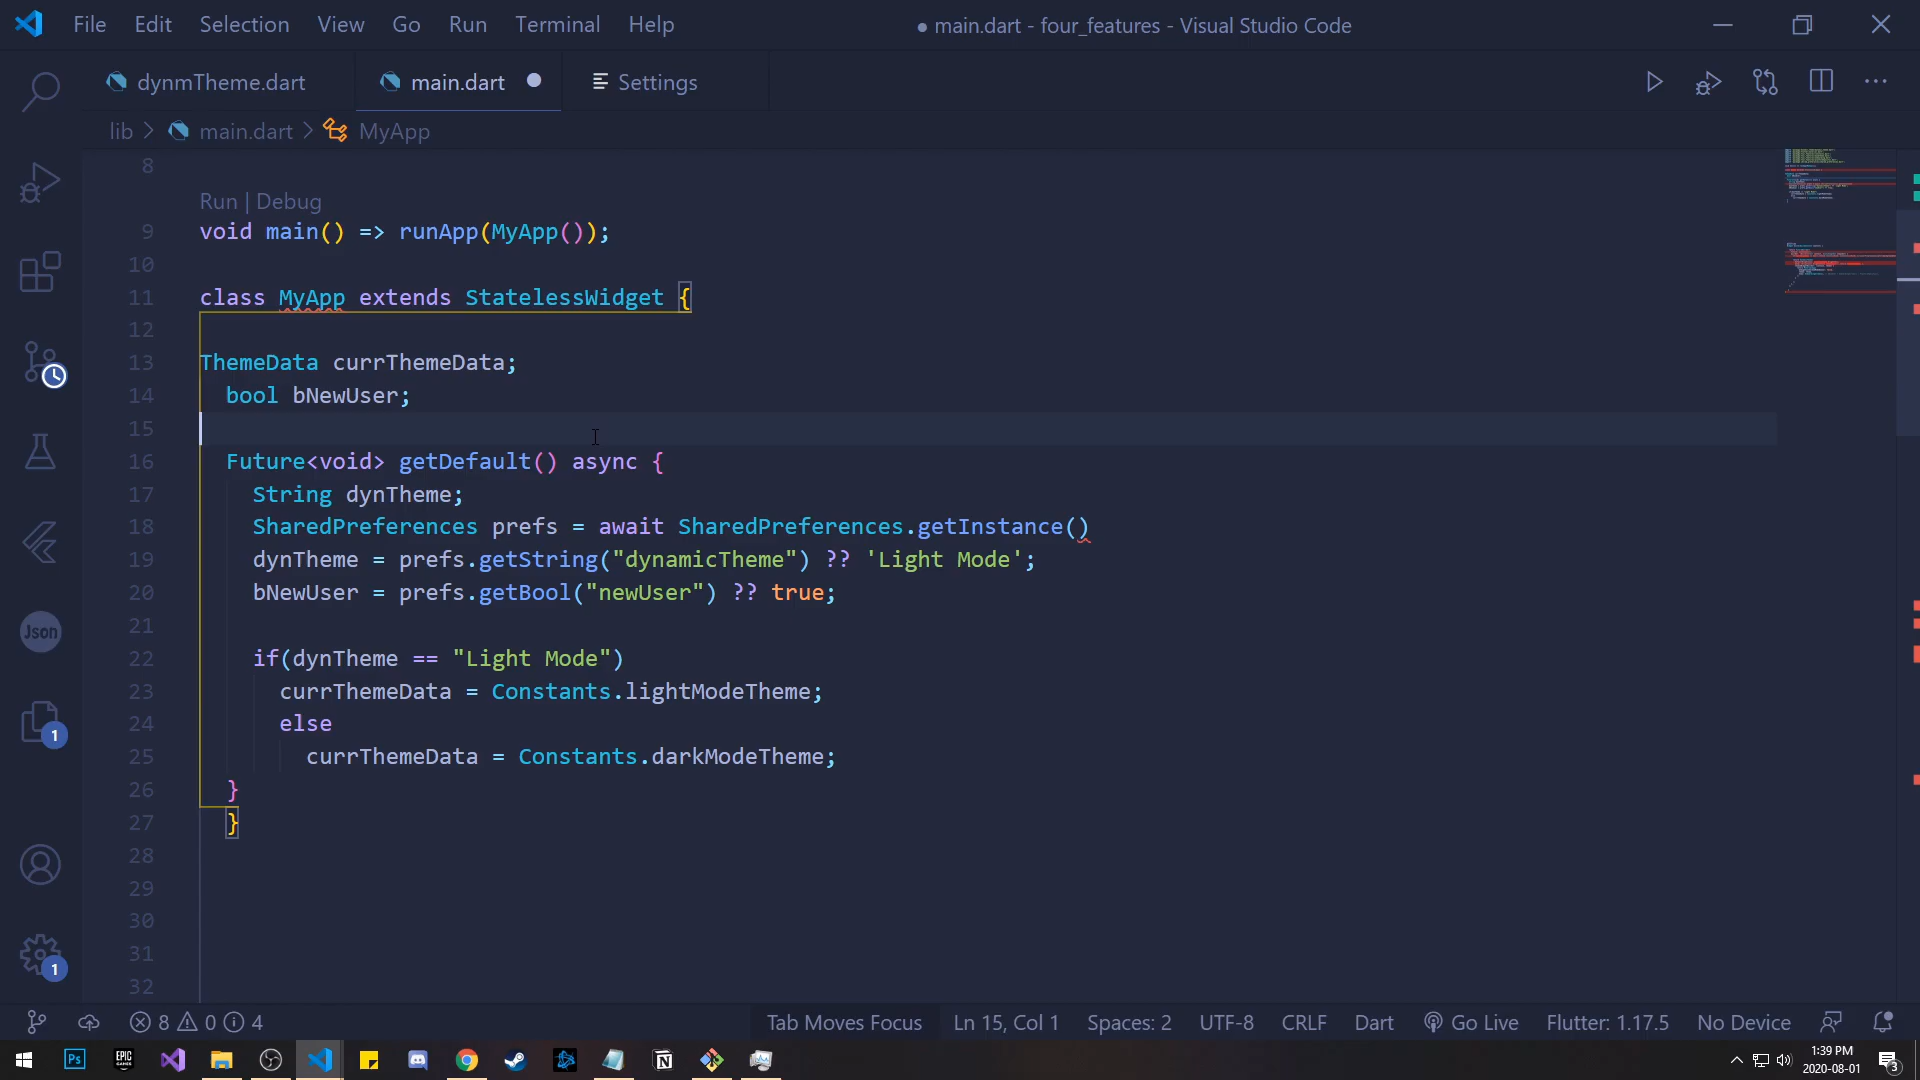 File Edit Selection View Go Run Terminal Help ● main.dart - four_features - Visual Studio Code
dynmTheme.dart main.dart Settings
lib > main.dart > MyApp
8
Run | Debug
9 void main() => runApp(MyApp());
10
11 class MyApp extends StatelessWidget {
12
13 ThemeData currThemeData;
14 bool bNewUser;
15
16 Future<void> getDefault() async {
17 String dynTheme;
18 SharedPreferences prefs = await SharedPreferences.getInstance()
19 dynTheme = prefs.getString("dynamicTheme") ?? 'Light Mode';
20 bNewUser = prefs.getBool("newUser") ?? true;
21
22 if(dynTheme == "Light Mode")
23 currThemeData = Constants.lightModeTheme;
24 else
25 currThemeData = Constants.darkModeTheme;
26 }
27 }
28
29
30
31
32
Json
1
1
8 0 4 Tab Moves Focus Ln 15, Col 1 Spaces: 2 UTF-8 CRLF Dart Go Live Flutter: 1.17.5 No Device
Ps EPIC GAMES N 1:39 PM
2020-08-01 3